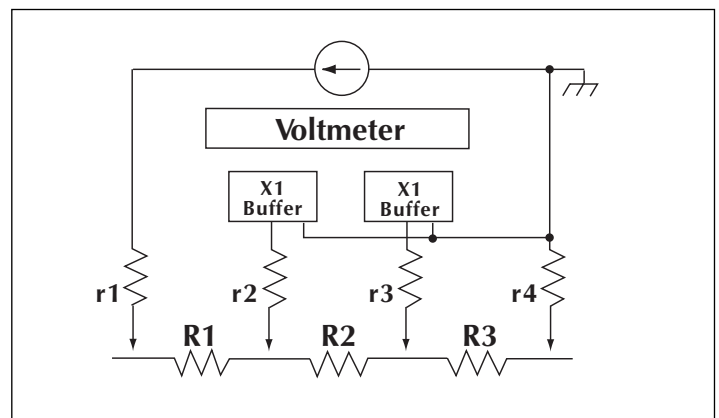 Voltmeter
X1 X1
Buffer Buffer
r1 r2 r3 r4
R1 R2 R3